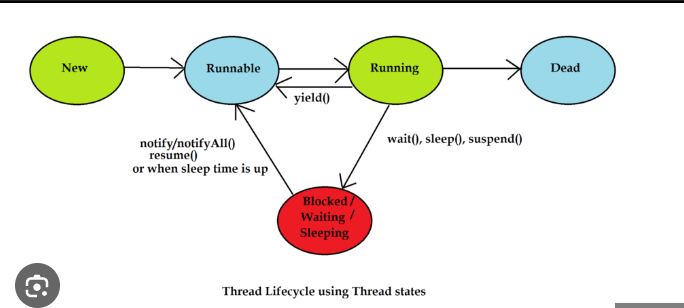 New
Runnable
Running
Dead
yield()
notify/notifyAll()
resume()
or when sleep time is up
wait(), sleep(), suspend()
Blocked/
Waiting /
Sleeping
Thread Lifecycle using Thread states